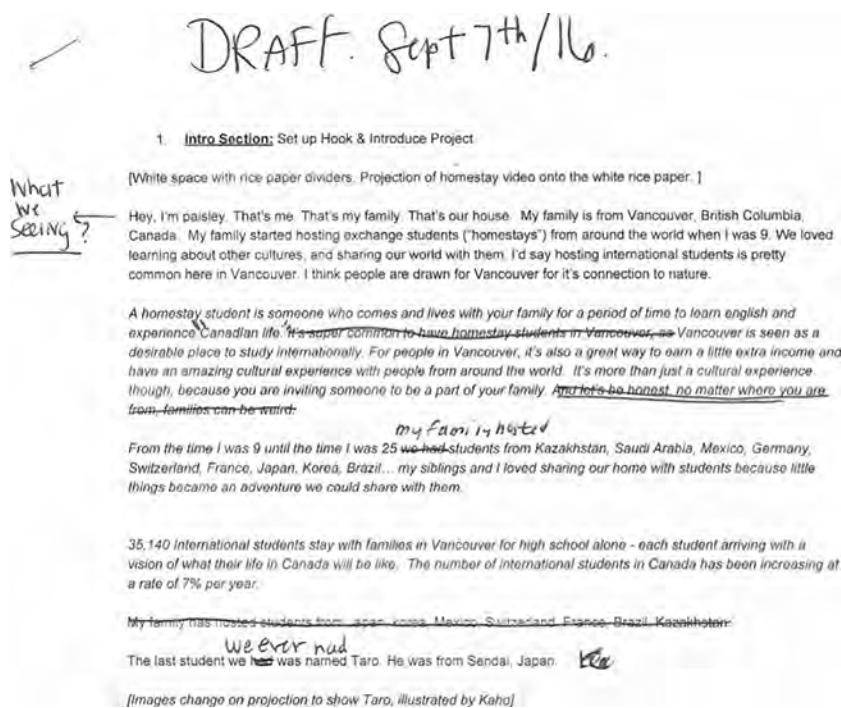 DRAFT. Sept 7th/16.
1. Intro Section: Set up Hook & Introduce Project
[White space with rice paper dividers. Projection of homestay video onto the white rice paper. ]
What
we
seeing?
Hey, I'm paisley. That's me. That's my family. That's our house. My family is from Vancouver, British Columbia,
Canada. My family started hosting exchange students ("homestays") from around the world when I was 9. We loved
learning about other cultures, and sharing our world with them. I'd say hosting international students is pretty
common here in Vancouver. I think people are drawn for Vancouver for it's connection to nature.
A homestay student is someone who comes and lives with your family for a period of time to learn english and
experience Canadian life. It's super common to have homestay students in Vancouver, as Vancouver is seen as a
desirable place to study internationally. For people in Vancouver, it's also a great way to earn a little extra income and
have an amazing cultural experience with people from around the world. It's more than just a cultural experience
though, because you are inviting someone to be a part of your family. And let's be honest, no matter where you are
from, families can be weird.
my family hosted
From the time I was 9 until the time I was 25 we had students from Kazakhstan, Saudi Arabia, Mexico, Germany,
Switzerland, France, Japan, Korea, Brazil... my siblings and I loved sharing our home with students because little
things became an adventure we could share with them.
35,140 International students stay with families in Vancouver for high school alone - each student arriving with a
vision of what their life in Canada will be like. The number of international students in Canada has been increasing at
a rate of 7% per year.
My family has hosted students from Japan, korea, Mexico, Switzerland, France, Brazil, Kazakhstan
we ever had
The last student we had was named Taro. He was from Sendai, Japan.
[Images change on projection to show Taro, illustrated by Kaho]